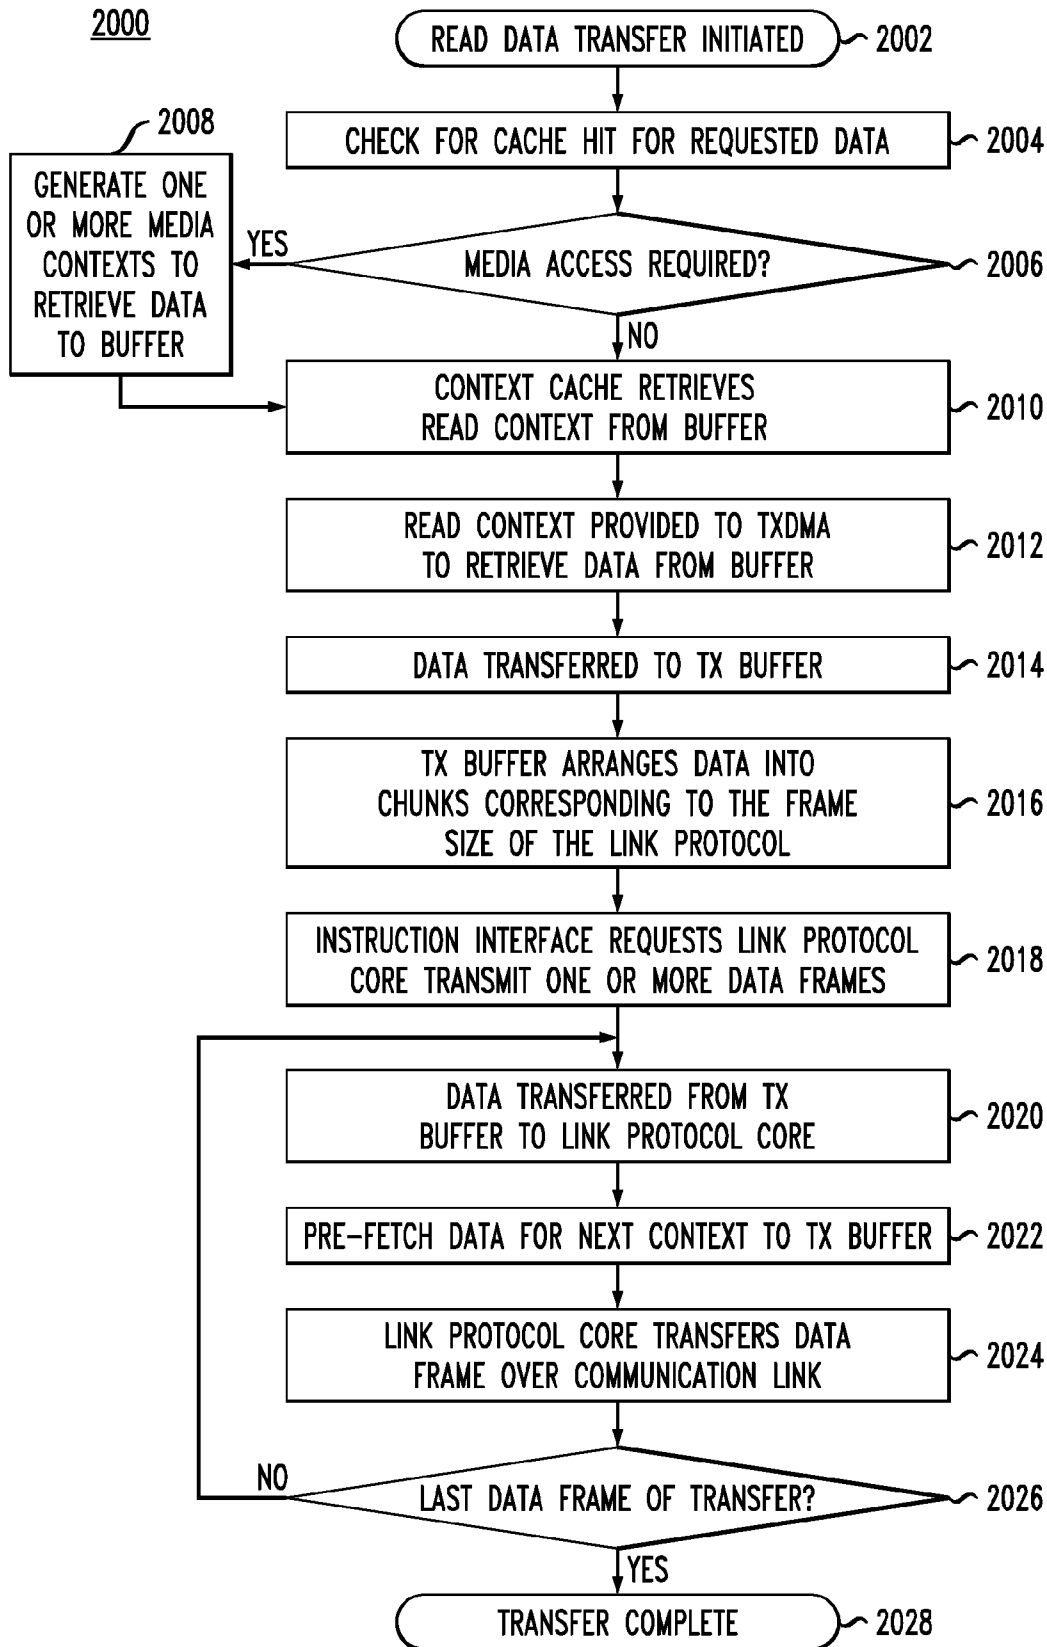 2000
READ DATA TRANSFER INITIATED
2002
CHECK FOR CACHE HIT FOR REQUESTED DATA
2004
2008
GENERATE ONE
OR MORE MEDIA
CONTEXTS TO
RETRIEVE DATA
TO BUFFER
YES
MEDIA ACCESS REQUIRED?
2006
NO
CONTEXT CACHE RETRIEVES
READ CONTEXT FROM BUFFER
2010
READ CONTEXT PROVIDED TO TXDMA
TO RETRIEVE DATA FROM BUFFER
2012
DATA TRANSFERRED TO TX BUFFER
2014
TX BUFFER ARRANGES DATA INTO
CHUNKS CORRESPONDING TO THE FRAME
SIZE OF THE LINK PROTOCOL
2016
INSTRUCTION INTERFACE REQUESTS LINK PROTOCOL
CORE TRANSMIT ONE OR MORE DATA FRAMES
2018
DATA TRANSFERRED FROM TX
BUFFER TO LINK PROTOCOL CORE
2020
PRE-FETCH DATA FOR NEXT CONTEXT TO TX BUFFER
2022
LINK PROTOCOL CORE TRANSFERS DATA
FRAME OVER COMMUNICATION LINK
2024
NO
LAST DATA FRAME OF TRANSFER?
2026
YES
TRANSFER COMPLETE
2028